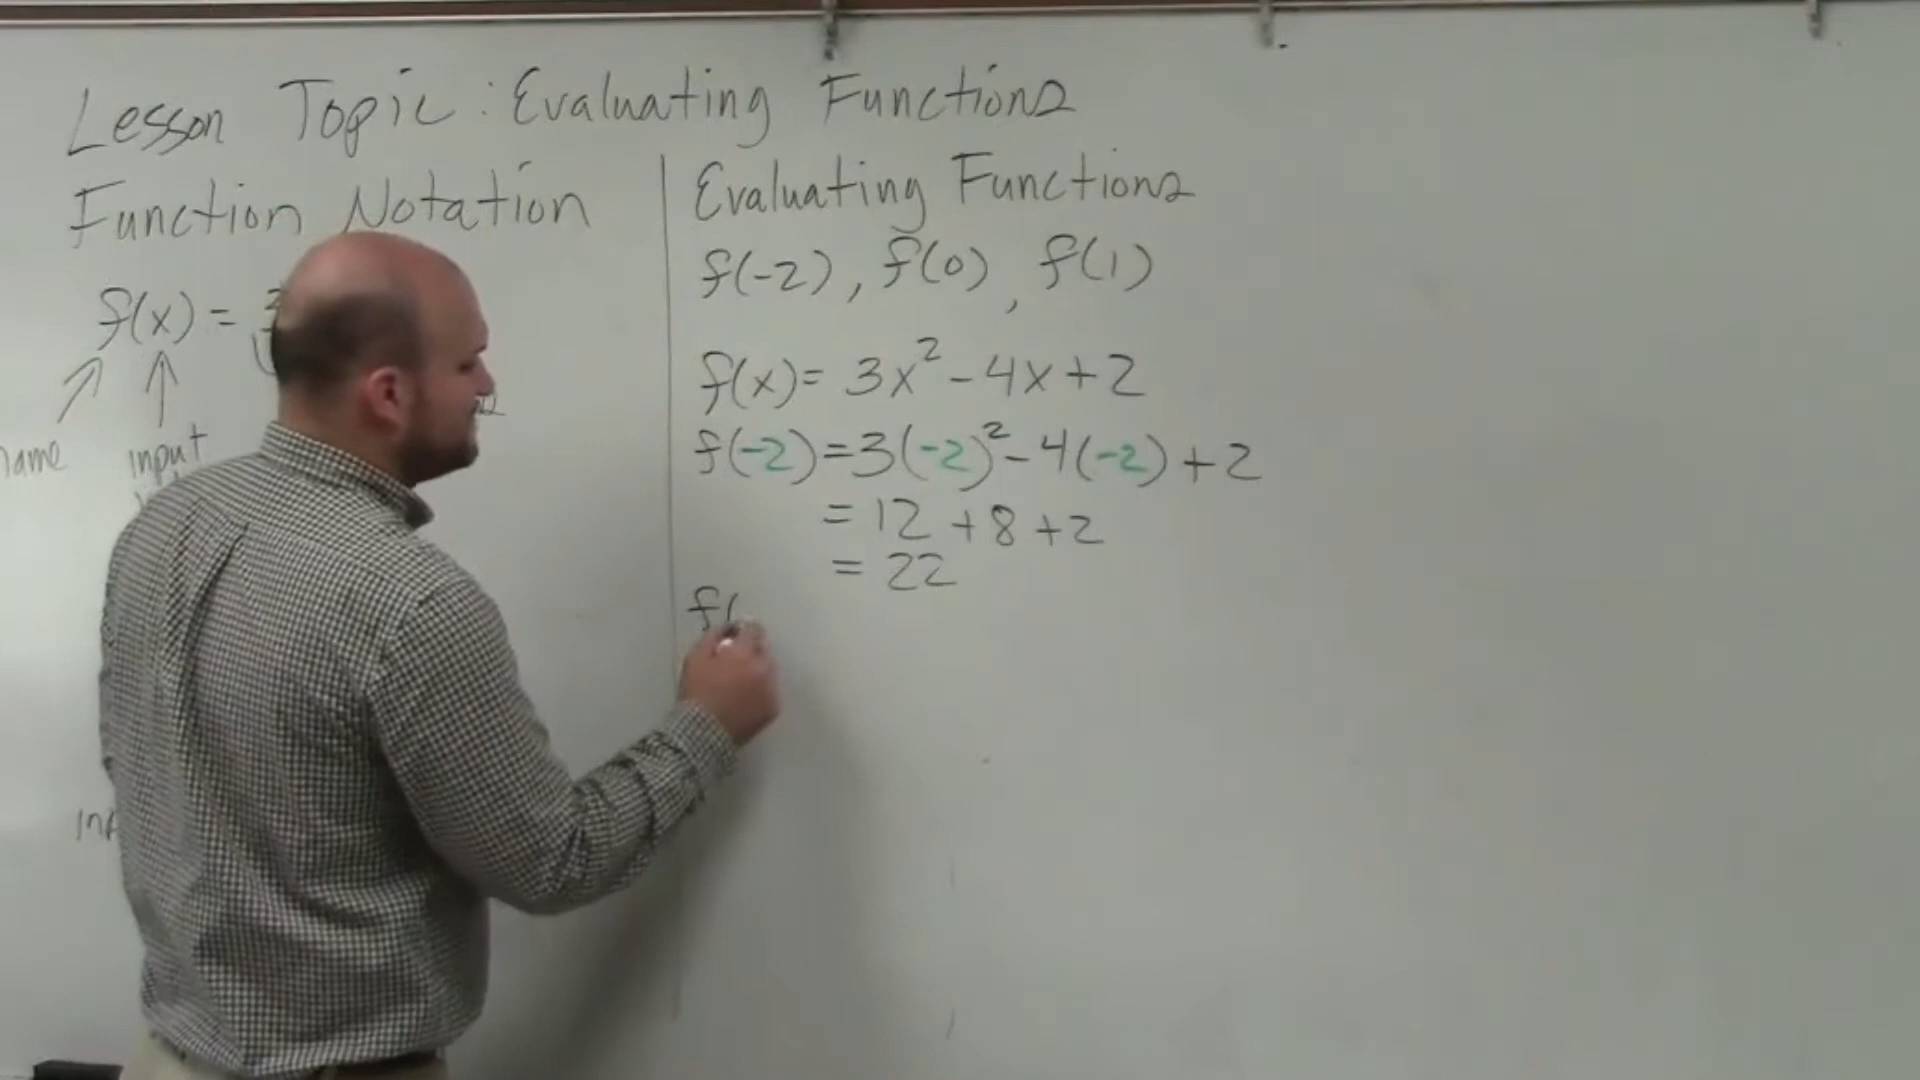 Lesson Topic: Evaluating Functions
Function Notation
f(x) =
name input
Evaluating Functions
f(-2), f(0), f(1)
f(x) = 3x² - 4x + 2
f(-2) = 3(-2)² - 4(-2) + 2
= 12 + 8 + 2
= 22
f(